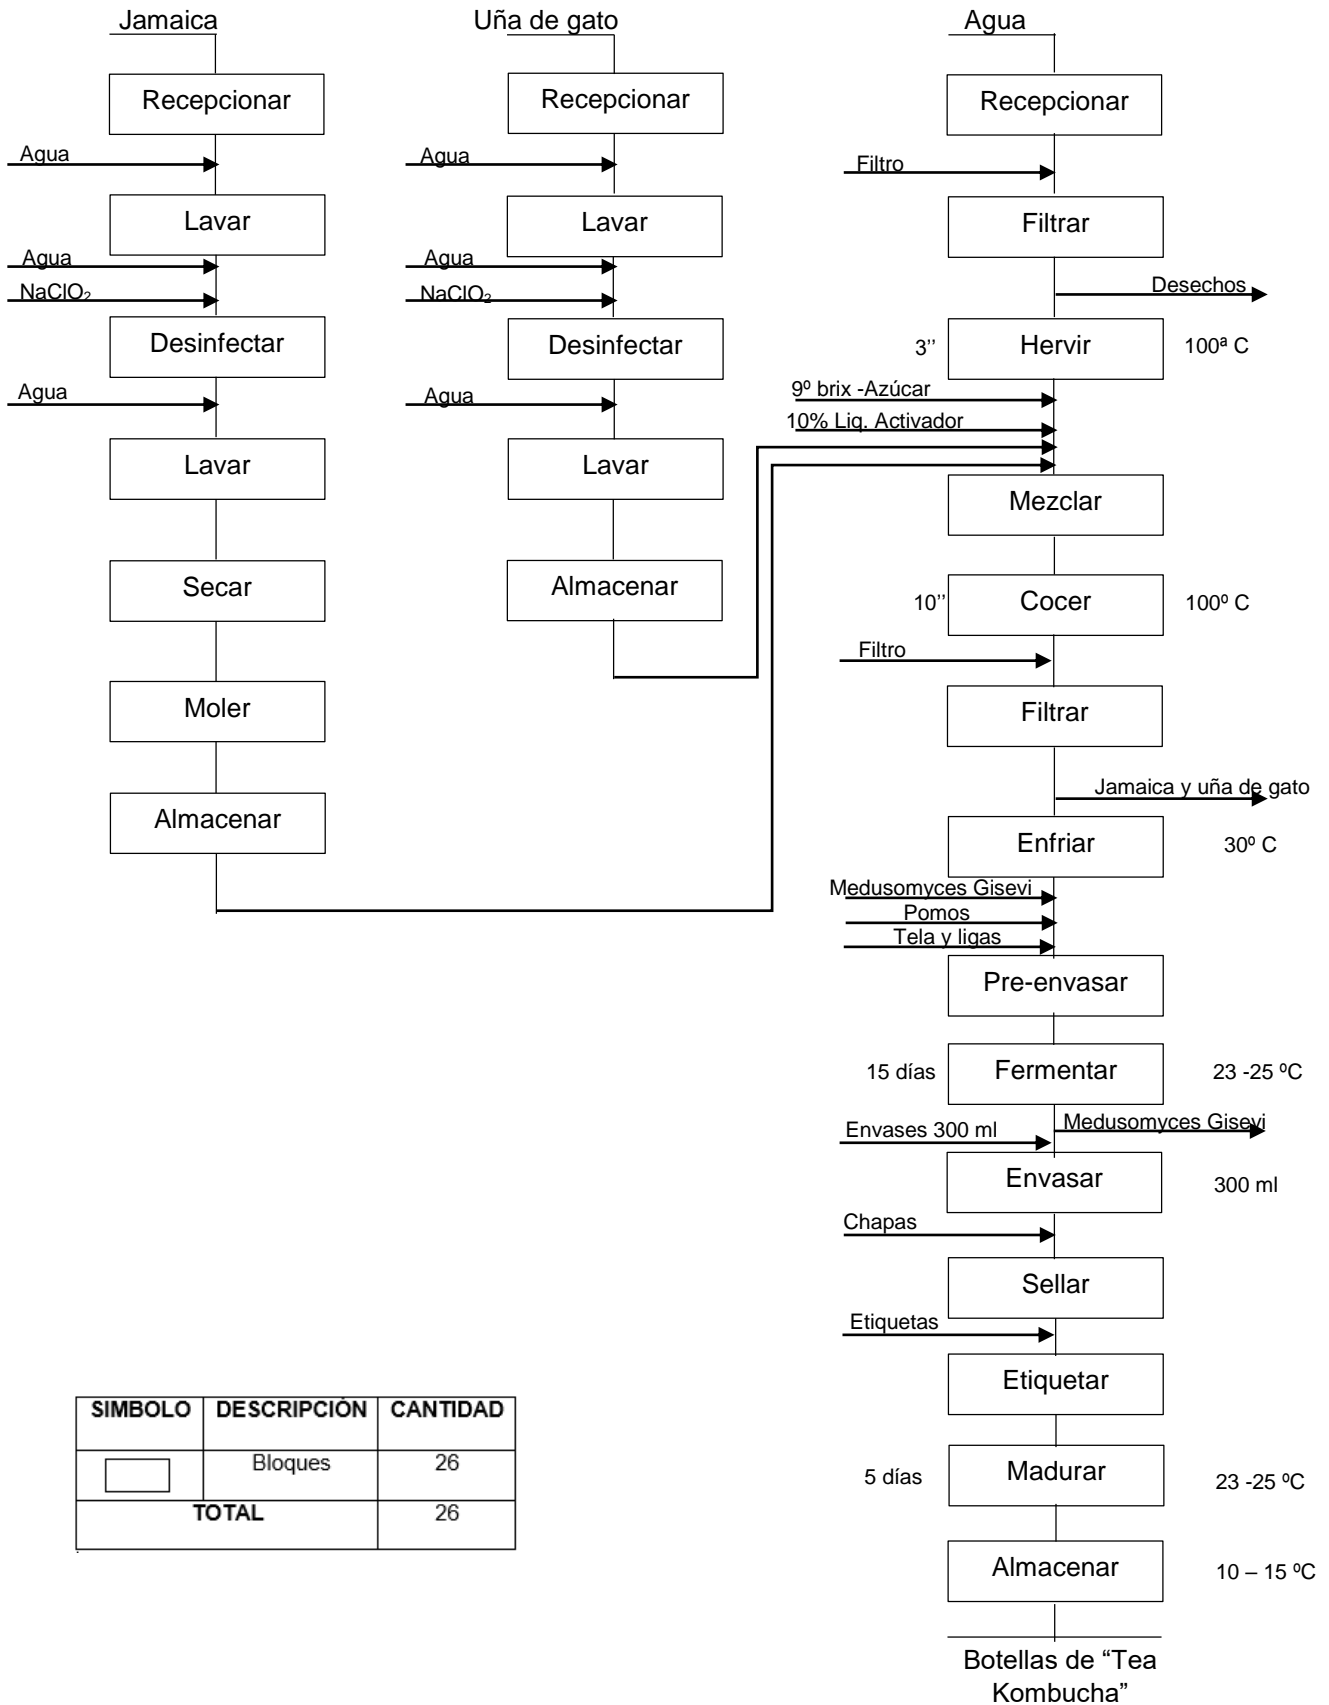 Jamaica
Recepcionar
Agua
Lavar
Agua
NaClO₂
Desinfectar
Agua
Lavar
Secar
Moler
Almacenar
Uña de gato
Recepcionar
Agua
Lavar
Agua
NaClO₂
Desinfectar
Agua
Lavar
Almacenar
Agua
Recepcionar
Filtro
Filtrar
Desechos
3’’ Hervir 100ª C
9º brix -Azúcar
10% Liq. Activador
Mezclar
10’’ Cocer 100º C
Filtro
Filtrar
Jamaica y uña de gato
Enfriar 30º C
Medusomyces Gisevi
Pomos
Tela y ligas
Pre-envasar
15 días Fermentar 23 -25 ºC
Envases 300 ml Medusomyces Gisevi
Envasar 300 ml
Chapas
Sellar
Etiquetas
Etiquetar
5 días Madurar 23 -25 ºC
Almacenar 10 – 15 ºC
Botellas de “Tea
Kombucha”
SIMBOLO DESCRIPCIÓN CANTIDAD
Bloques 26
TOTAL 26